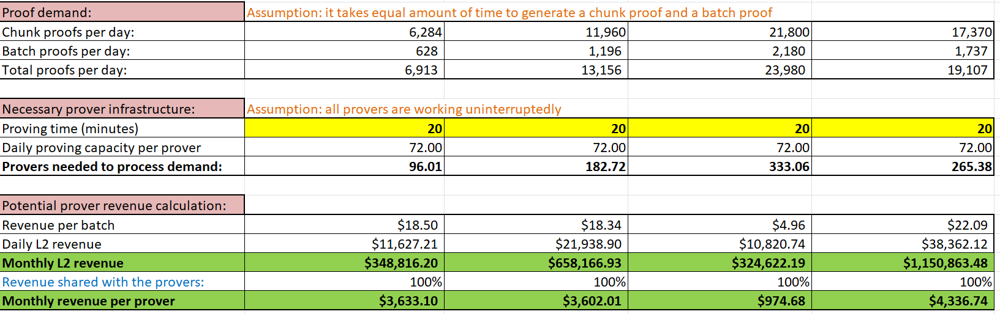 Proof demand: Assumption: it takes equal amount of time to generate a chunk proof and a batch proof
Chunk proofs per day: 6,284 11,960 21,800 17,370
Batch proofs per day: 628 1,196 2,180 1,737
Total proofs per day: 6,913 13,156 23,980 19,107
Necessary prover infrastructure: Assumption: all provers are working uninterruptedly
Proving time (minutes) 20 20 20 20
Daily proving capacity per prover 72.00 72.00 72.00 72.00
Provers needed to process demand: 96.01 182.72 333.06 265.38
Potential prover revenue calculation:
Revenue per batch $18.50 $18.34 $4.96 $22.09
Daily L2 revenue $11,627.21 $21,938.90 $10,820.74 $38,362.12
Monthly L2 revenue $348,816.20 $658,166.93 $324,622.19 $1,150,863.48
Revenue shared with the provers: 100% 100% 100% 100%
Monthly revenue per prover $3,633.10 $3,602.01 $974.68 $4,336.74